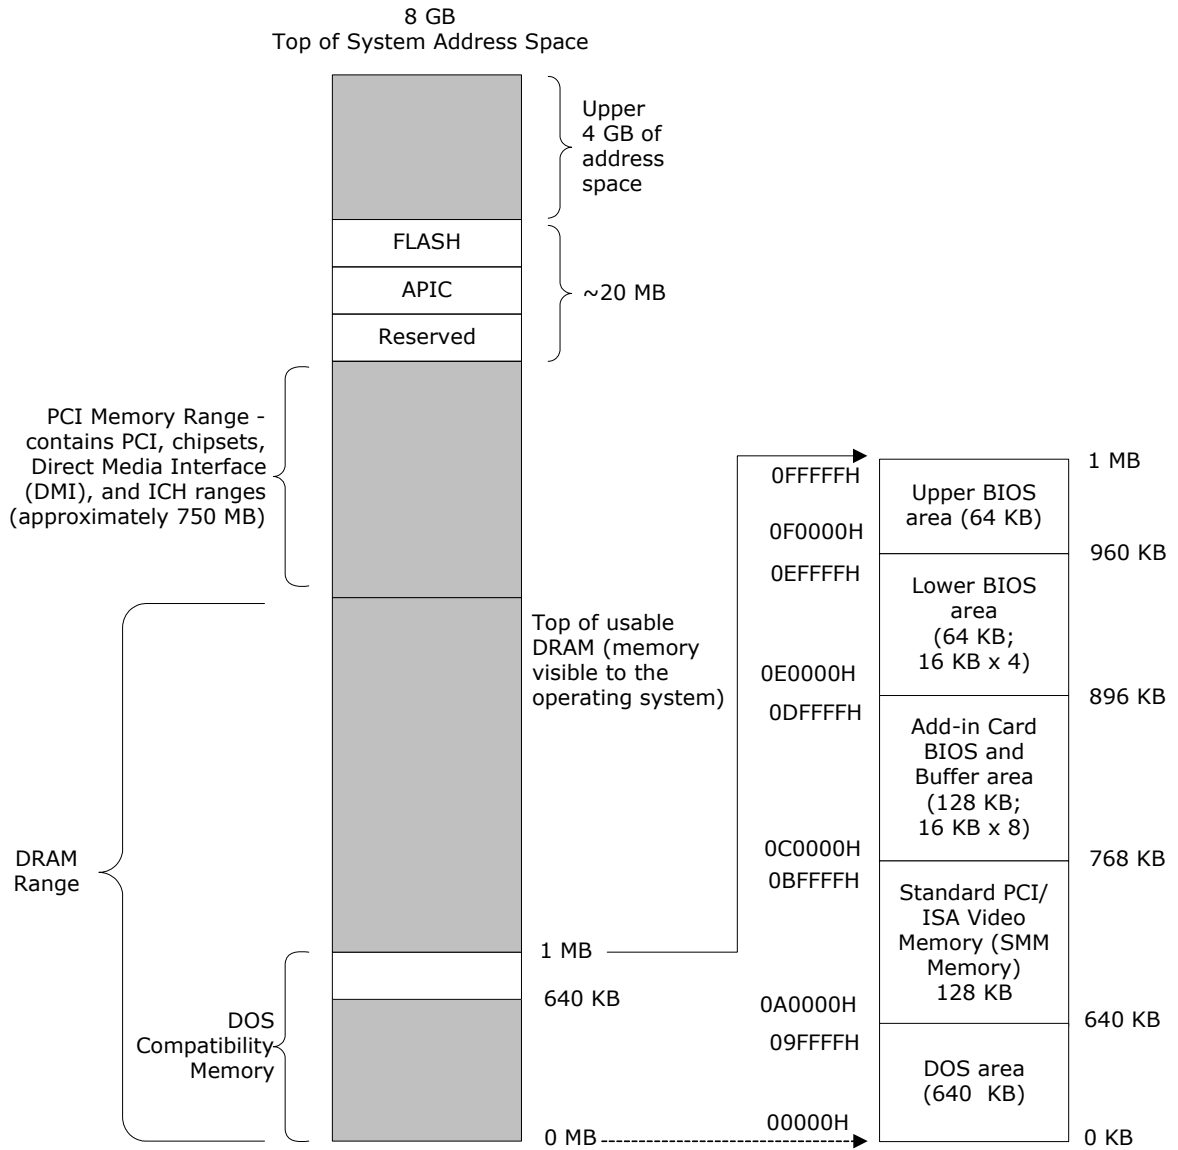 8 GB
Top of System Address Space
Upper
4 GB of
address
space
FLASH
APIC
Reserved
~20 MB
PCI Memory Range -
contains PCI, chipsets,
Direct Media Interface
(DMI), and ICH ranges
(approximately 750 MB)
Top of usable
DRAM (memory
visible to the
operating system)
DRAM
Range
1 MB
640 KB
DOS
Compatibility
Memory
0 MB
0FFFFFH
0F0000H
0EFFFFH
0E0000H
0DFFFFH
0C0000H
0BFFFFH
0A0000H
09FFFFH
00000H
Upper BIOS
area (64 KB)
Lower BIOS
area
(64 KB;
16 KB x 4)
Add-in Card
BIOS and
Buffer area
(128 KB;
16 KB x 8)
Standard PCI/
ISA Video
Memory (SMM
Memory)
128 KB
DOS area
(640  KB)
1 MB
960 KB
896 KB
768 KB
640 KB
0 KB